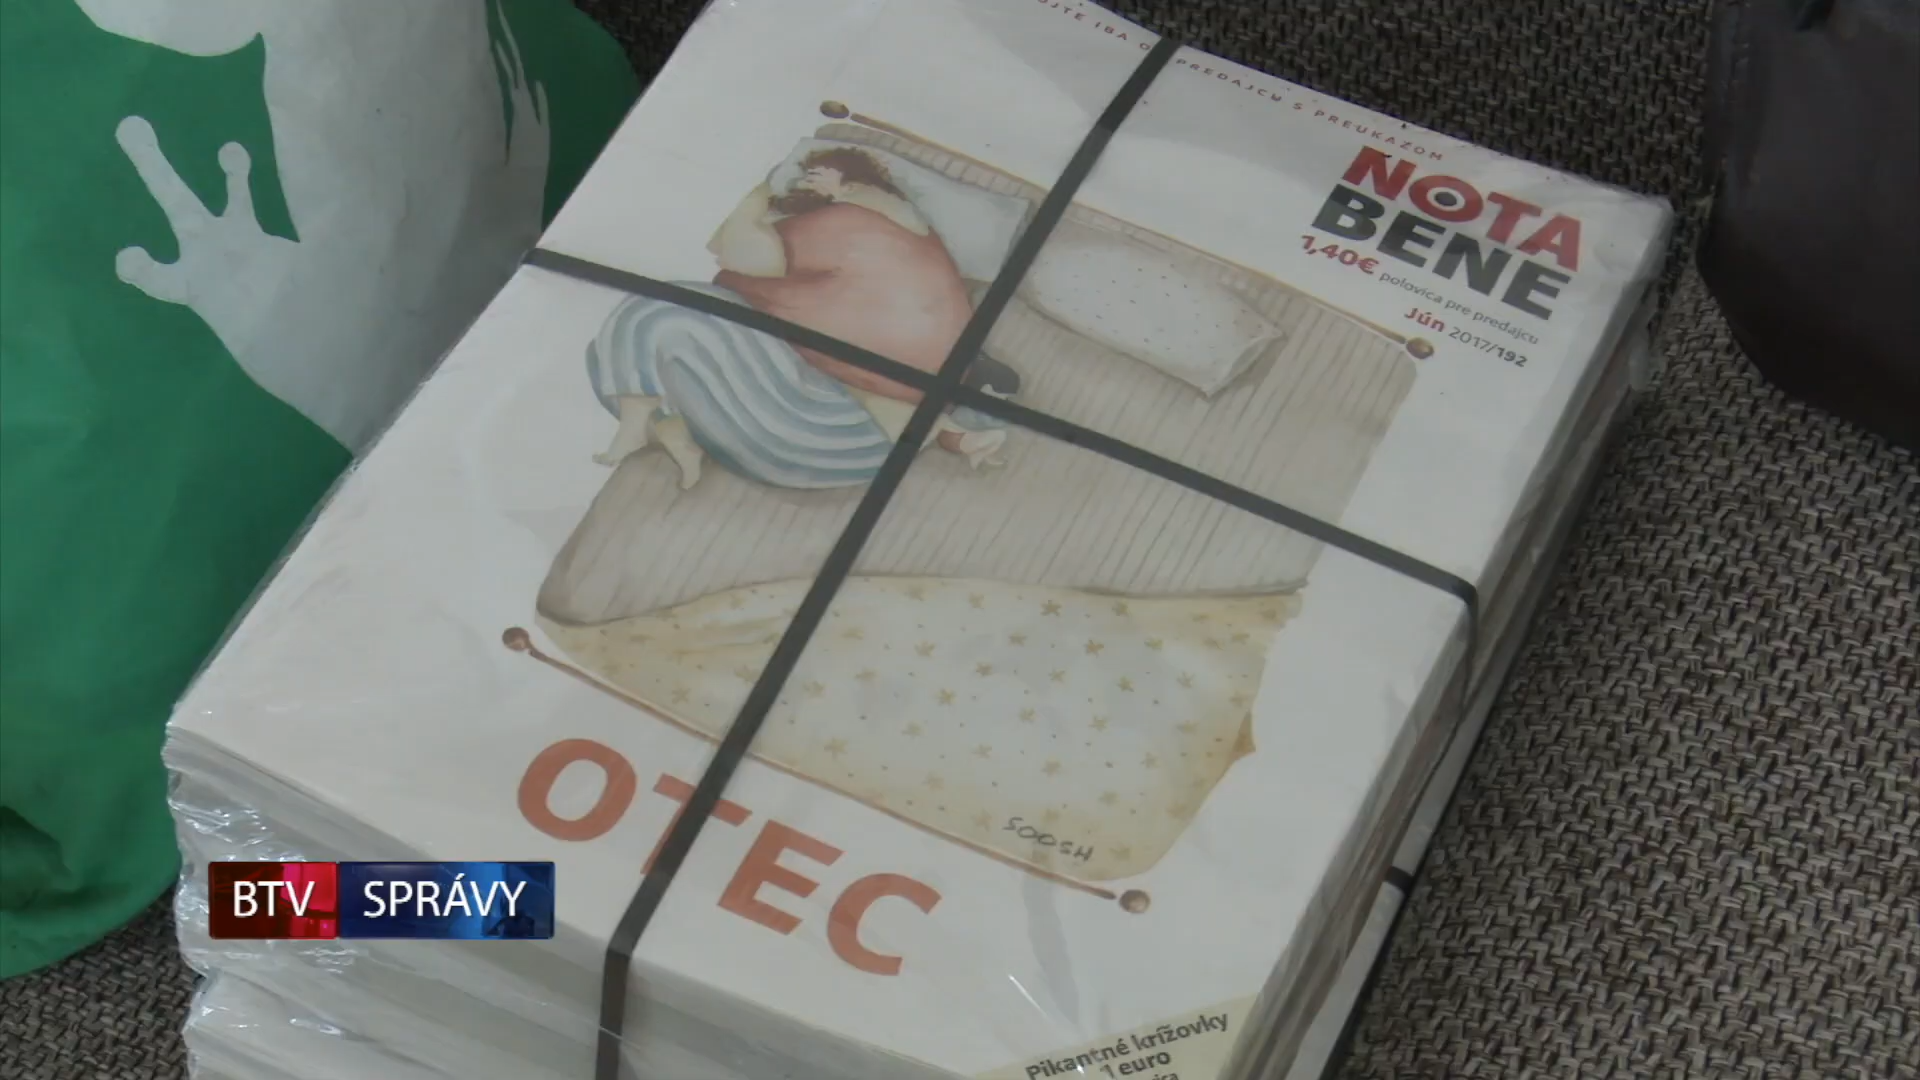 PREDAJCU S PREUKAZOM
NOTA
BENE
1,40€ polovica pre predajcu
Jún 2017/192
SOOSH
OTEC
BTV SPRÁVY
Pikantné krížovky
1 euro